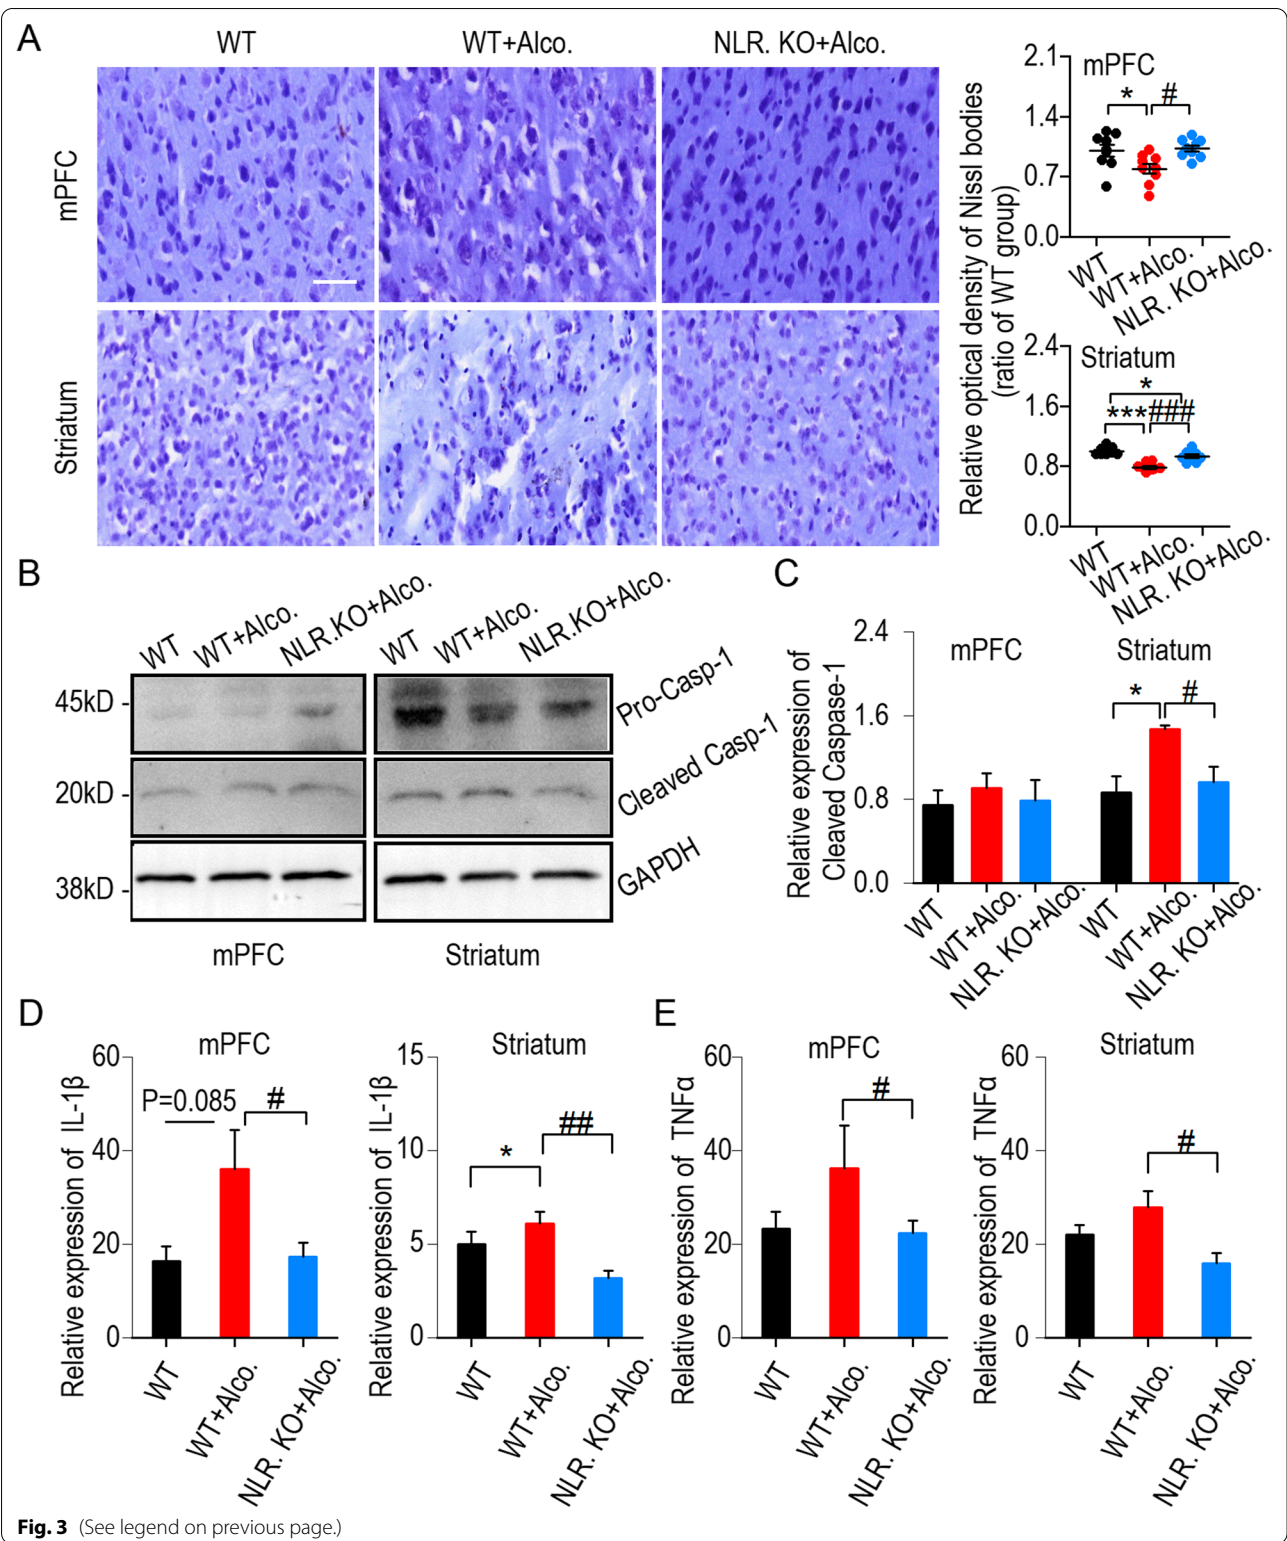 A
WT
WT+Alco.
NLR. KO+Alco.
mPFC
Striatum
Relative optical density of Nissl bodies
(ratio of WT group)
2.1
1.4
0.7
0.0
mPFC
*
#
WT
WT+Alco.
NLR. KO+Alco.
2.4
1.6
0.8
0.0
Striatum
*
***
###
WT
WT+Alco.
NLR. KO+Alco.
B
WT
WT+Alco.
NLR.KO+Alco.
WT
WT+Alco.
NLR.KO+Alco.
45kD
20kD
38kD
Pro-Casp-1
Cleaved Casp-1
GAPDH
mPFC
Striatum
C
Relative expression of
Cleaved Caspase-1
2.4
1.6
0.8
0.0
mPFC
Striatum
*
#
WT
WT+Alco.
NLR. KO+Alco.
WT
WT+Alco.
NLR. KO+Alco.
D
Relative expression of IL-1β
60
40
20
0
mPFC
P=0.085
#
WT
WT+Alco.
NLR. KO+Alco.
Relative expression of IL-1β
15
10
5
0
Striatum
*
##
WT
WT+Alco.
NLR. KO+Alco.
E
Relative expression of TNFα
60
40
20
0
mPFC
#
WT
WT+Alco.
NLR. KO+Alco.
Relative expression of TNFα
60
40
20
0
Striatum
#
WT
WT+Alco.
NLR. KO+Alco.
Fig. 3 (See legend on previous page.)